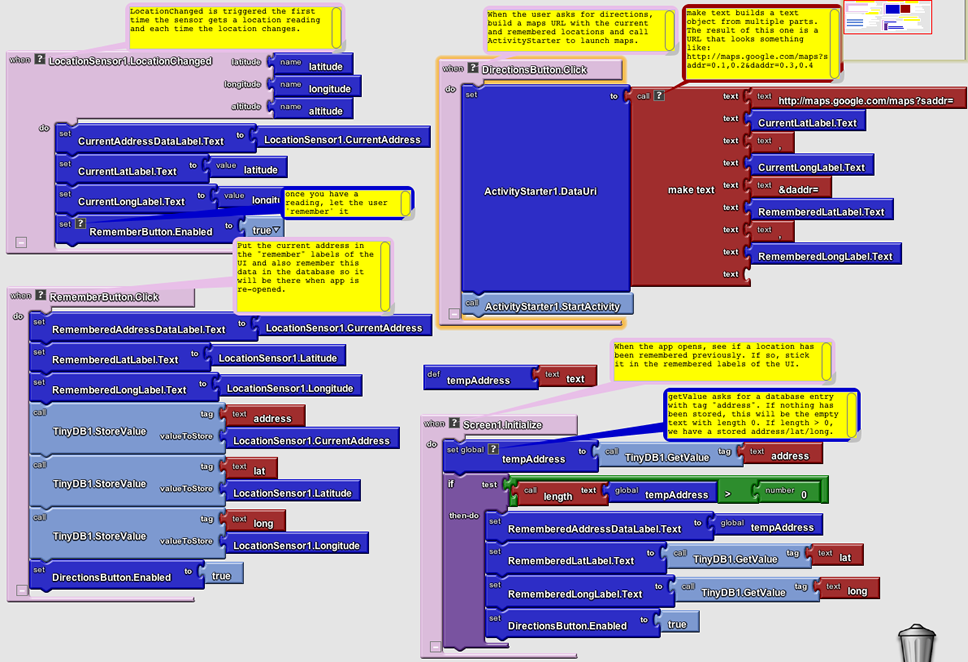 LocationChanged is triggered the first
time the sensor gets a location reading
and each time the location changes.
when ? LocationSensor1.LocationChanged
latitude name latitude
longitude name longitude
altitude name altitude
do
set CurrentAddressDataLabel.Text to LocationSensor1.CurrentAddress
set CurrentLatLabel.Text to value latitude
set CurrentLongLabel.Text to value
once you have a
reading, let the user
'remember' it
set ? RememberButton.Enabled to true
Put the current address in
the "remember" labels of the
UI and also remember this
data in the database so it
will be there when app is
re-opened.
when ? RememberButton.Click
do
set RememberedAddressDataLabel.Text to LocationSensor1.CurrentAddress
set RememberedLatLabel.Text to LocationSensor1.Latitude
set RememberedLongLabel.Text to LocationSensor1.Longitude
call TinyDB1.StoreValue
tag text address
valueToStore LocationSensor1.CurrentAddress
call TinyDB1.StoreValue
tag text lat
valueToStore LocationSensor1.Latitude
call TinyDB1.StoreValue
tag text long
valueToStore LocationSensor1.Longitude
set DirectionsButton.Enabled to true
When the user asks for directions,
build a maps URL with the current
and remembered locations and call
ActivityStarter to launch maps.
make text builds a text
object from multiple parts.
The result of this one is a
URL that looks something
like:
http://maps.google.com/maps?s
addr=0.1,0.2&daddr=0.3,0.4
when ? DirectionsButton.Click
do
set ActivityStarter1.DataUri to
call ? make text
text text http://maps.google.com/maps?saddr=
text CurrentLatLabel.Text
text text ,
text CurrentLongLabel.Text
text text &daddr=
text RememberedLatLabel.Text
text text ,
text RememberedLongLabel.Text
text
call ActivityStarter1.StartActivity
When the app opens, see if a location has
been remembered previously. If so, stick
it in the remembered labels of the UI.
def tempAddress text text
getValue asks for a database entry
with tag "address". If nothing has
been stored, this will be the empty
text with length 0. If length > 0,
we have a stored address/lat/long.
when ? Screen1.Initialize
do
set global ? tempAddress to call TinyDB1.GetValue tag text address
if test call length text global tempAddress > number 0
then-do
set RememberedAddressDataLabel.Text to global tempAddress
set RememberedLatLabel.Text to call TinyDB1.GetValue tag text lat
set RememberedLongLabel.Text to call TinyDB1.GetValue tag text long
set DirectionsButton.Enabled to true